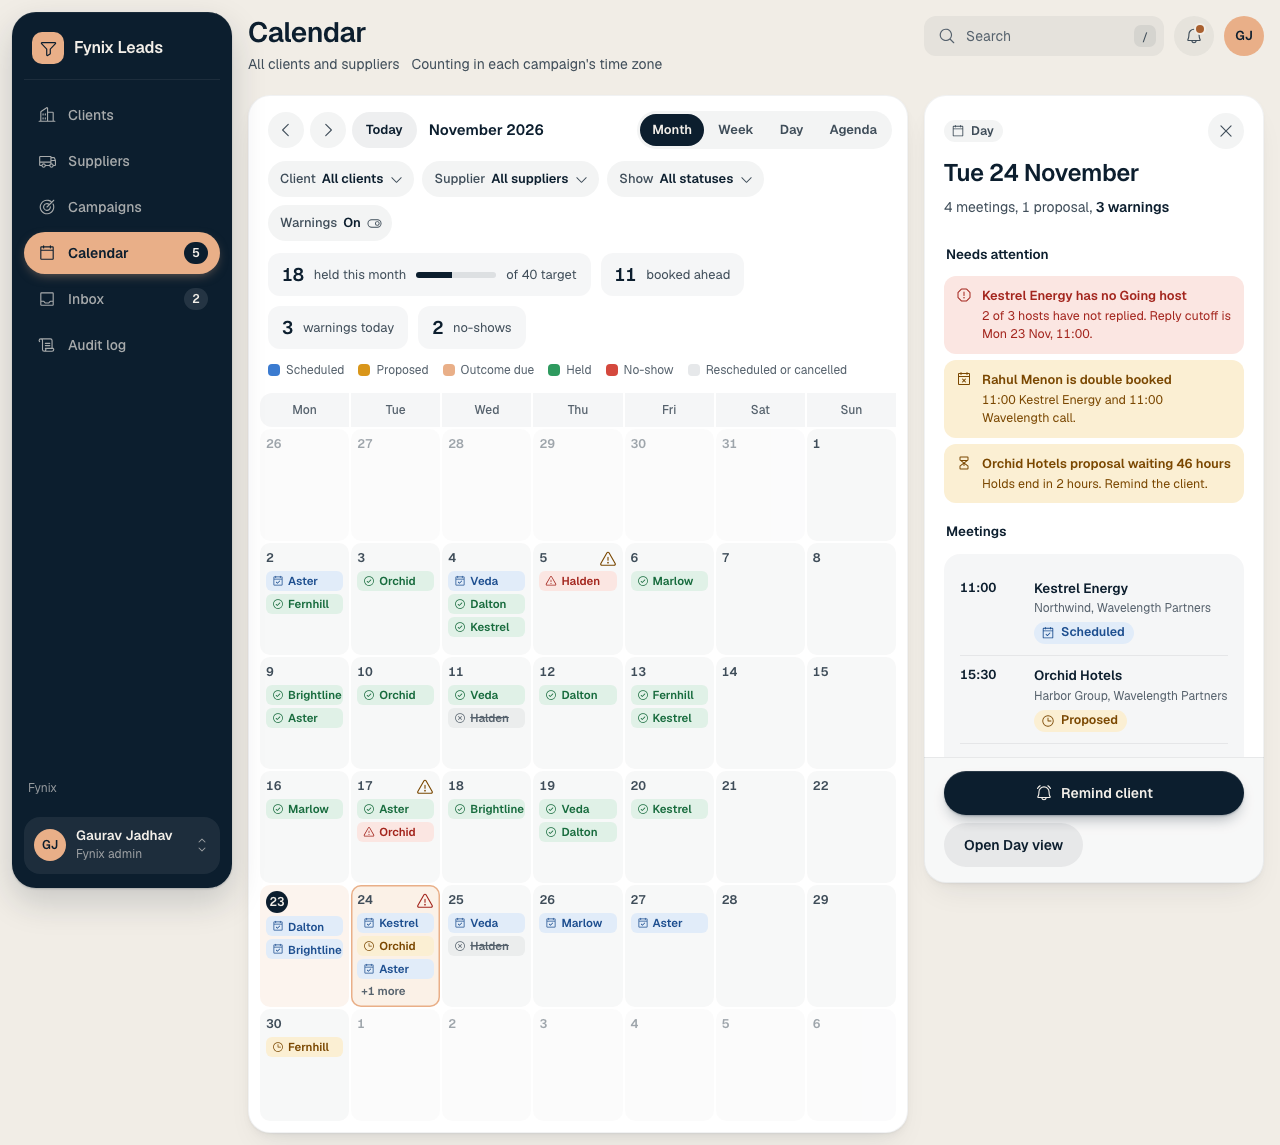 Fynix Leads
Clients
Suppliers
Campaigns
Calendar 5
Inbox 2
Audit log
Fynix
GJ
Gaurav Jadhav
Fynix admin
Calendar
All clients and suppliers Counting in each campaign's time zone
Search /
GJ
Today November 2026
Month Week Day Agenda
Client All clients Supplier All suppliers Show All statuses
Warnings On
18 held this month of 40 target 11 booked ahead
3 warnings today 2 no-shows
Scheduled Proposed Outcome due Held No-show Rescheduled or cancelled
Mon Tue Wed Thu Fri Sat Sun
26 27 28 29 30 31 1
2 3 4 5 6 7 8
Aster Orchid Veda Halden Marlow
Fernhill Dalton
Kestrel
9 10 11 12 13 14 15
Brightline Orchid Veda Dalton Fernhill
Aster Halden Kestrel
16 17 18 19 20 21 22
Marlow Aster Brightline Veda Kestrel
Orchid Dalton
23 24 25 26 27 28 29
Dalton Kestrel Veda Marlow Aster
Brightline Orchid Halden
Aster
+1 more
30 1 2 3 4 5 6
Fernhill
Day
Tue 24 November
4 meetings, 1 proposal, 3 warnings
Needs attention
Kestrel Energy has no Going host
2 of 3 hosts have not replied. Reply cutoff is
Mon 23 Nov, 11:00.
Rahul Menon is double booked
11:00 Kestrel Energy and 11:00
Wavelength call.
Orchid Hotels proposal waiting 46 hours
Holds end in 2 hours. Remind the client.
Meetings
11:00 Kestrel Energy
Northwind, Wavelength Partners
Scheduled
15:30 Orchid Hotels
Harbor Group, Wavelength Partners
Proposed
Remind client
Open Day view